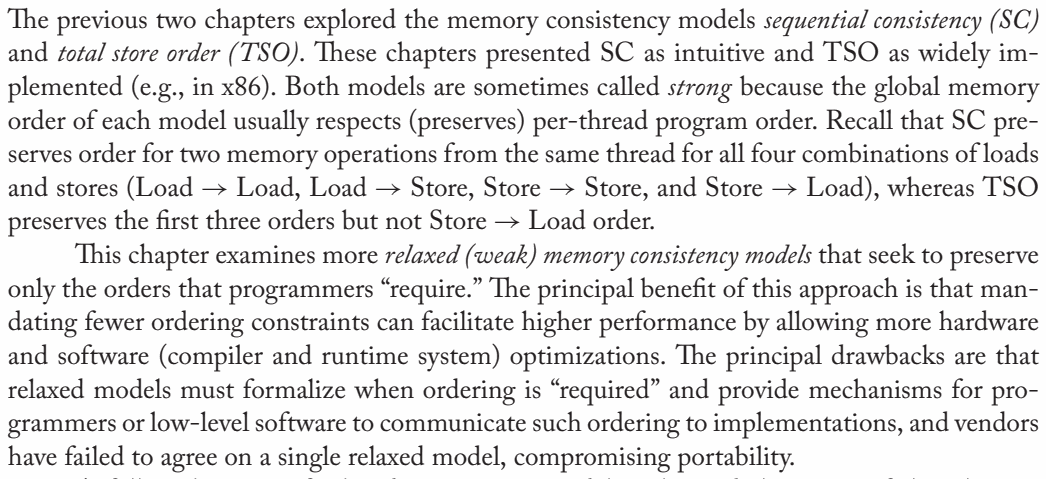 The previous two chapters explored the memory consistency models sequential consistency (SC)
and total store order (TSO). These chapters presented SC as intuitive and TSO as widely im-
plemented (e.g., in x86). Both models are sometimes called strong because the global memory
order of each model usually respects (preserves) per-thread program order. Recall that SC pre-
serves order for two memory operations from the same thread for all four combinations of loads
and stores (Load → Load, Load → Store, Store → Store, and Store → Load), whereas TSO
preserves the first three orders but not Store → Load order.
This chapter examines more relaxed (weak) memory consistency models that seek to preserve
only the orders that programmers “require.” The principal benefit of this approach is that man-
dating fewer ordering constraints can facilitate higher performance by allowing more hardware
and software (compiler and runtime system) optimizations. The principal drawbacks are that
relaxed models must formalize when ordering is “required” and provide mechanisms for pro-
grammers or low-level software to communicate such ordering to implementations, and vendors
have failed to agree on a single relaxed model, compromising portability.